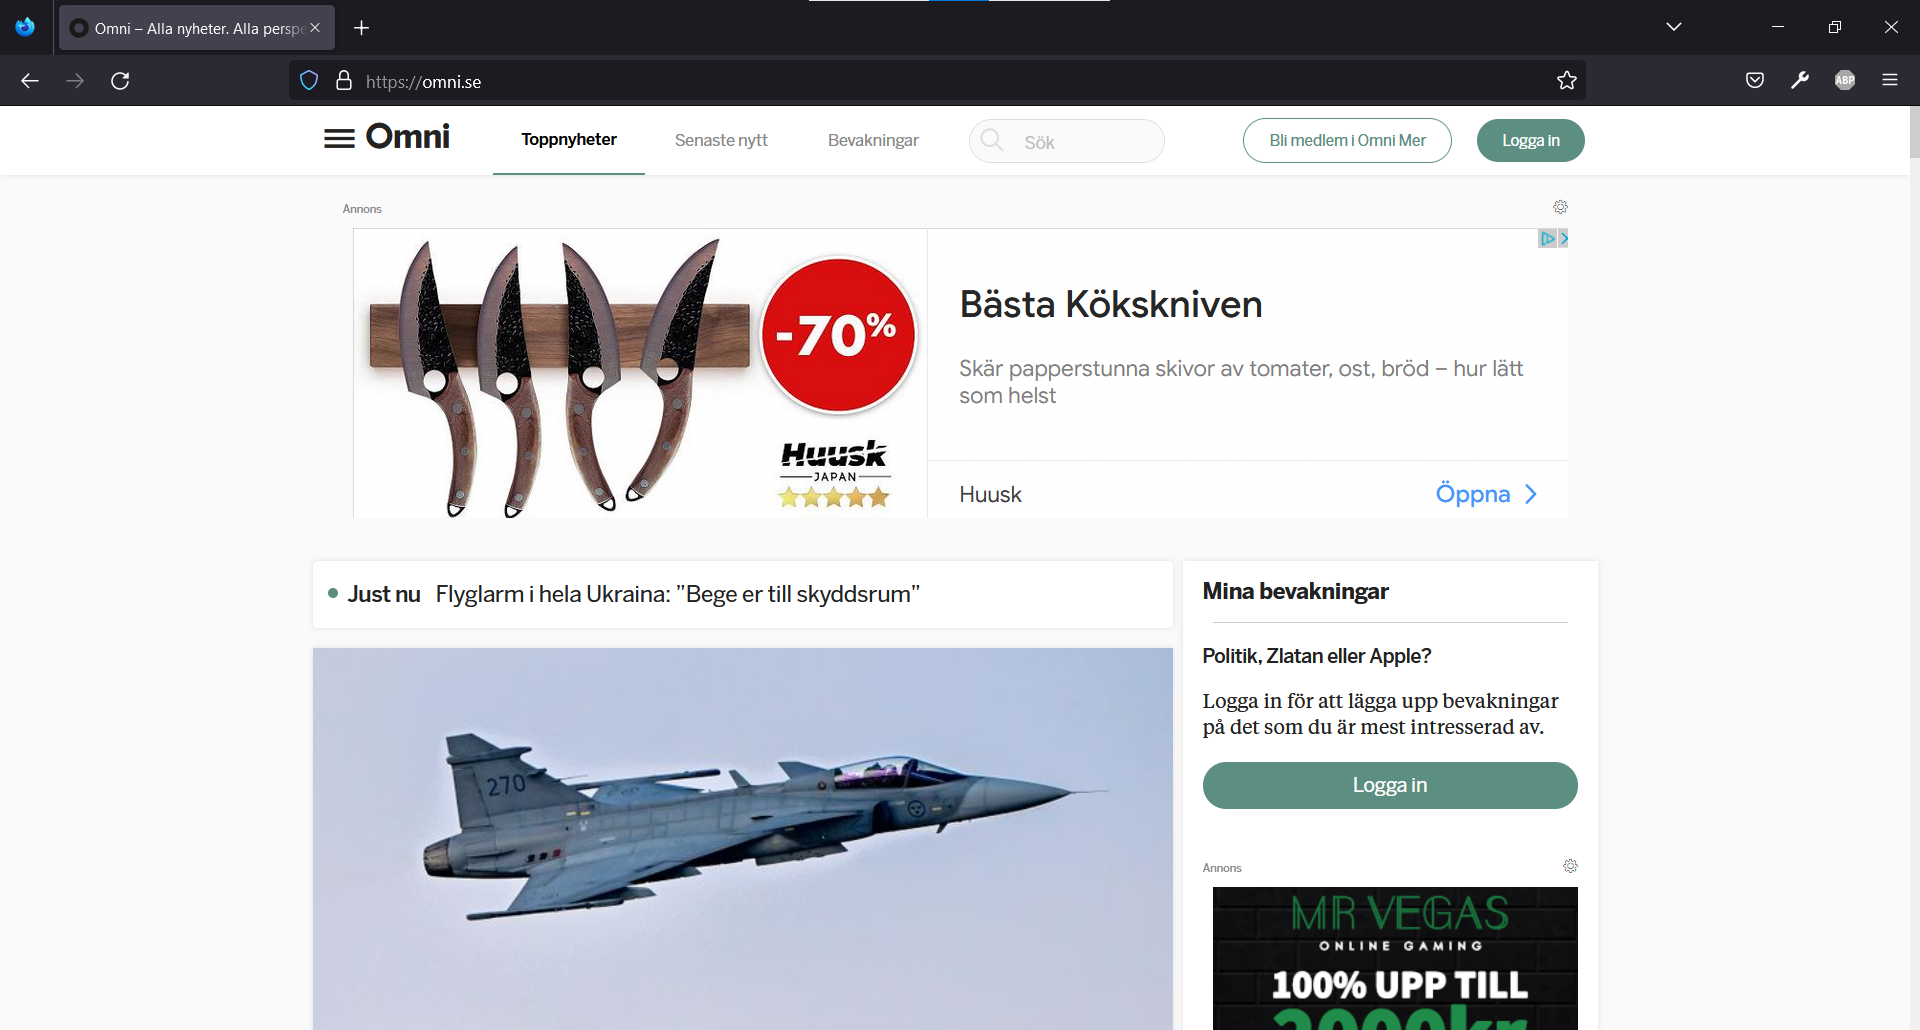 Omni – Alla nyheter. Alla perspe
https://omni.se
ABP
Omni
Toppnyheter
Senaste nytt
Bevakningar
Sök
Bli medlem i Omni Mer
Logga in
Annons
-70%
Huusk
JAPAN
Bästa Kökskniven
Skär papperstunna skivor av tomater, ost, bröd – hur lätt
som helst
Huusk
Öppna
Just nu Flyglarm i hela Ukraina: ”Bege er till skyddsrum”
270
Mina bevakningar
Politik, Zlatan eller Apple?
Logga in för att lägga upp bevakningar
på det som du är mest intresserad av.
Logga in
Annons
MR VEGAS
ONLINE GAMING
100% UPP TILL
2000kr